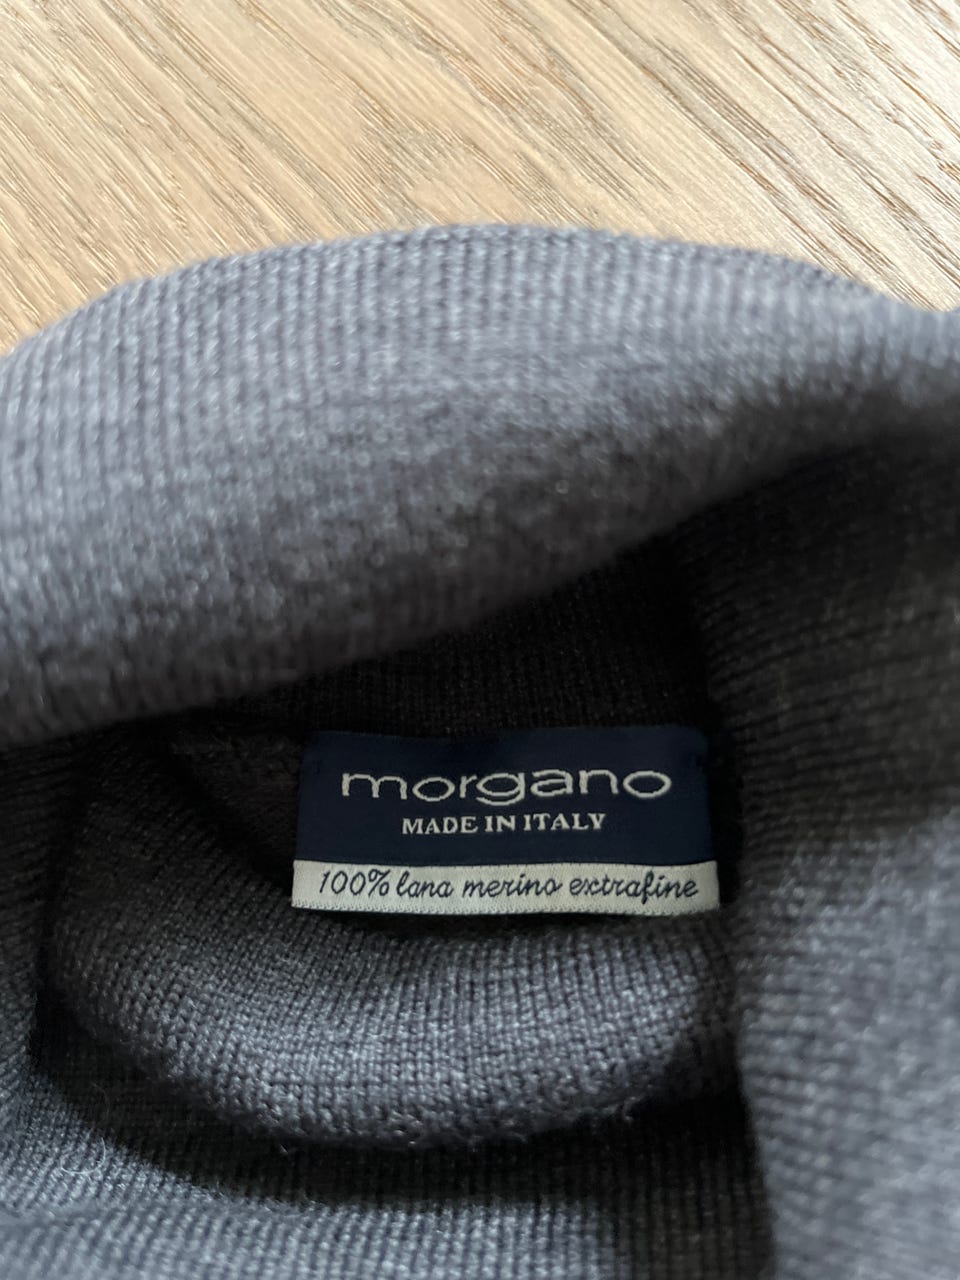 morgano
MADE IN ITALY
100% lana merino extrafine